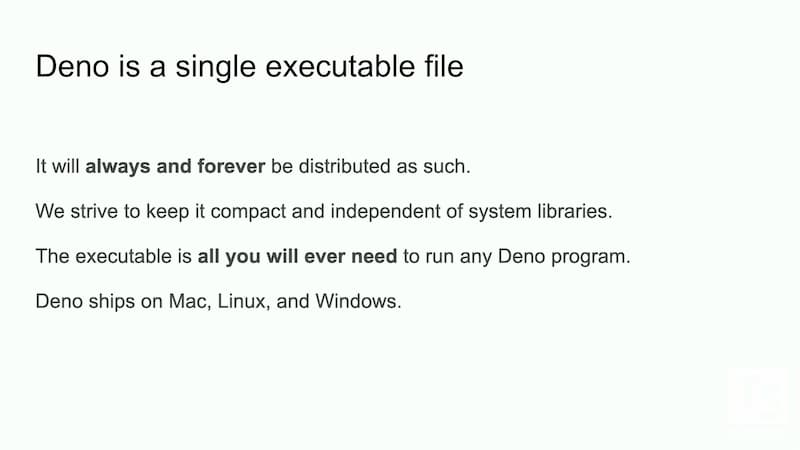 Deno is a single executable file
It will always and forever be distributed as such.
We strive to keep it compact and independent of system libraries.
The executable is all you will ever need to run any Deno program.
Deno ships on Mac, Linux, and Windows.